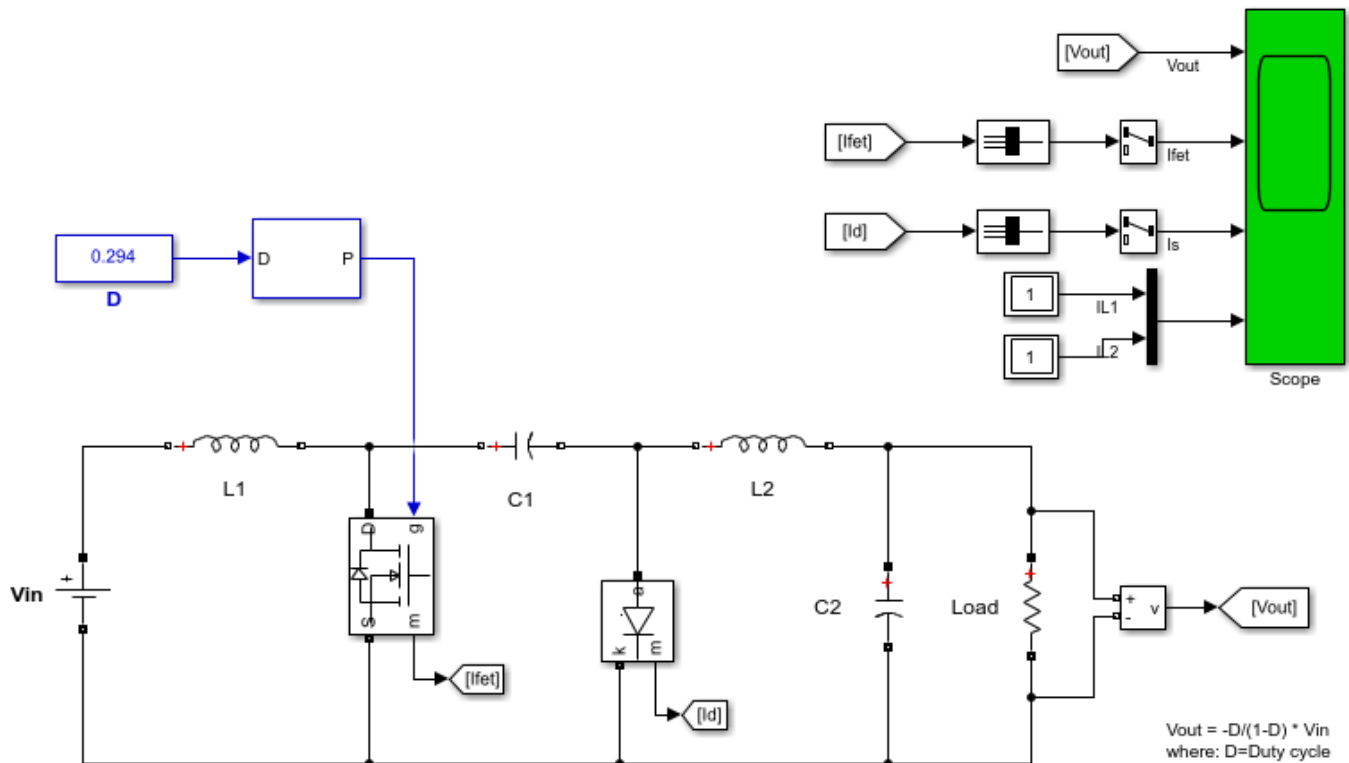 [Vout]
Vout
[Ifet]
Ifet
[Id]
Is
0.294
D
D P
1
IL1
1
IL2
Scope
L1
C1
L2
D g
S m
Vin
+
a
k m
C2
Load
+
-
v
[Vout]
[Ifet]
[Id]
Vout = -D/(1-D) * Vin
where: D=Duty cycle